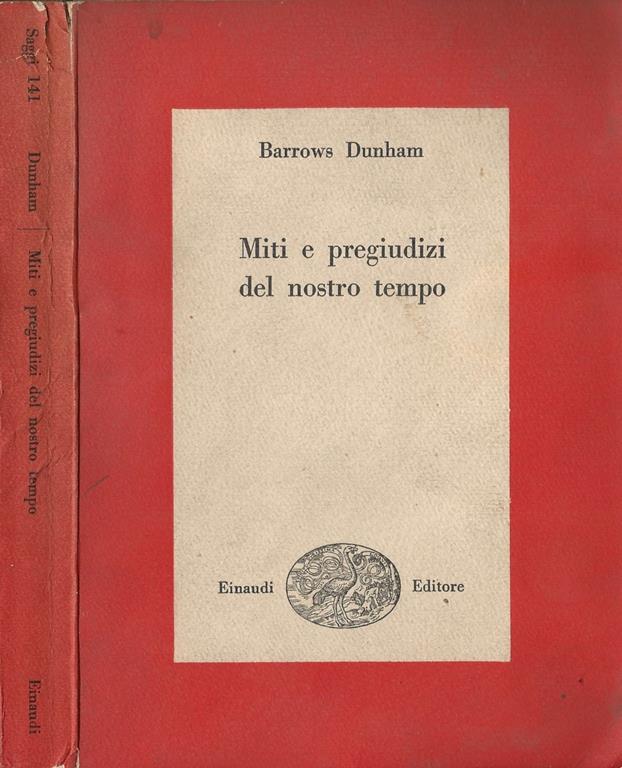 Saggi 141 Dunham Miti e pregiudizi del nostro tempo Einaudi
Barrows Dunham
Miti e pregiudizi
del nostro tempo
Einaudi Editore